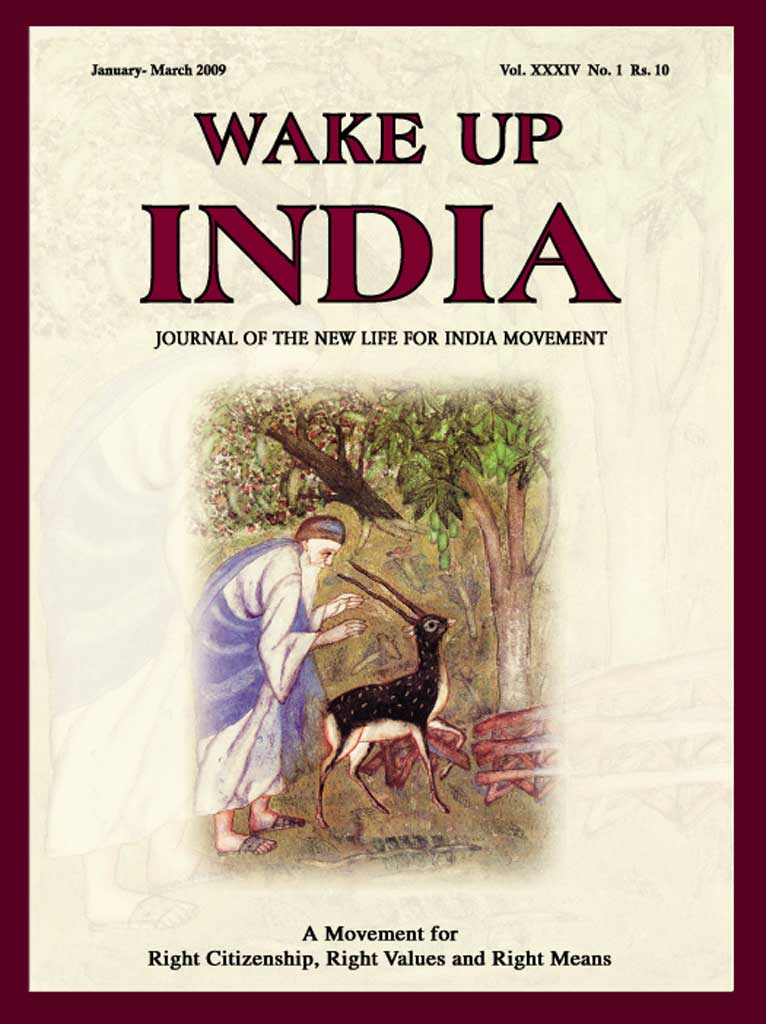 January- March 2009
Vol. XXXIV No. 1 Rs. 10
WAKE UP
INDIA
JOURNAL OF THE NEW LIFE FOR INDIA MOVEMENT
A Movement for
Right Citizenship, Right Values and Right Means